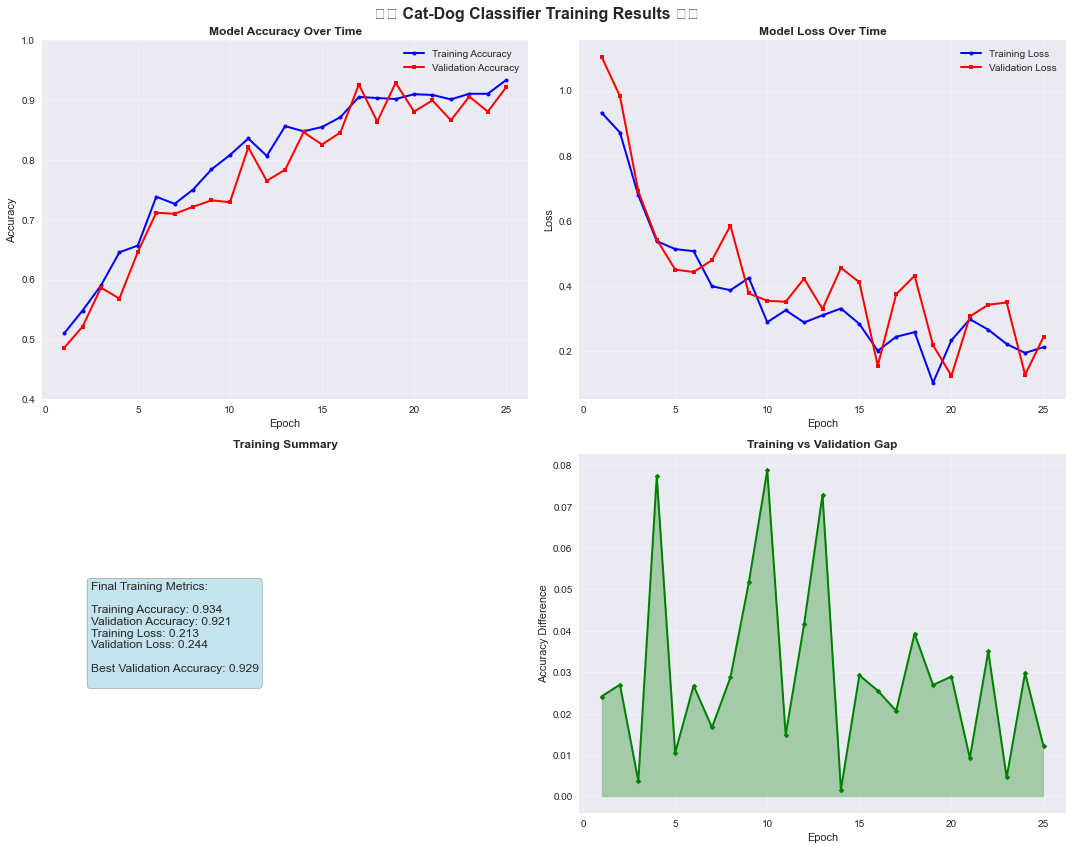 Cat-Dog Classifier Training Results
Model Accuracy Over Time
Training Accuracy
Validation Accuracy
1.0
0.9
0.8
0.7
0.6
0.5
0.4
Accuracy
0
5
10
15
20
25
Epoch
Model Loss Over Time
Training Loss
Validation Loss
1.0
0.8
0.6
0.4
0.2
Loss
0
5
10
15
20
25
Epoch
Training Summary
Final Training Metrics:
Training Accuracy: 0.934
Validation Accuracy: 0.921
Training Loss: 0.213
Validation Loss: 0.244
Best Validation Accuracy: 0.929
Training vs Validation Gap
0.08
0.07
0.06
0.05
0.04
0.03
0.02
0.01
0.00
Accuracy Difference
0
5
10
15
20
25
Epoch